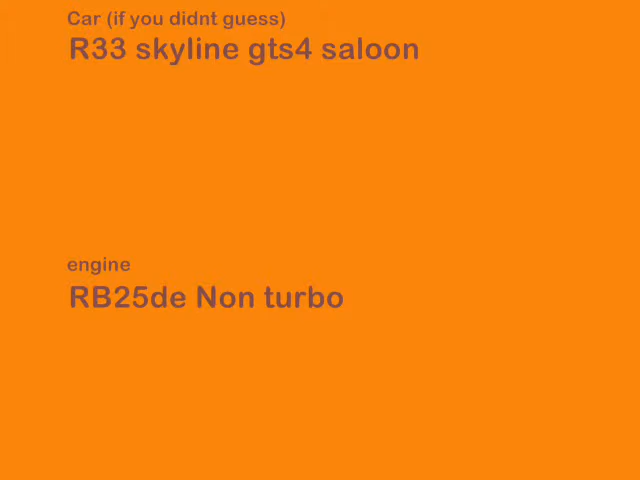 Car (if you didnt guess)
R33 skyline gts4 saloon
engine
RB25de Non turbo